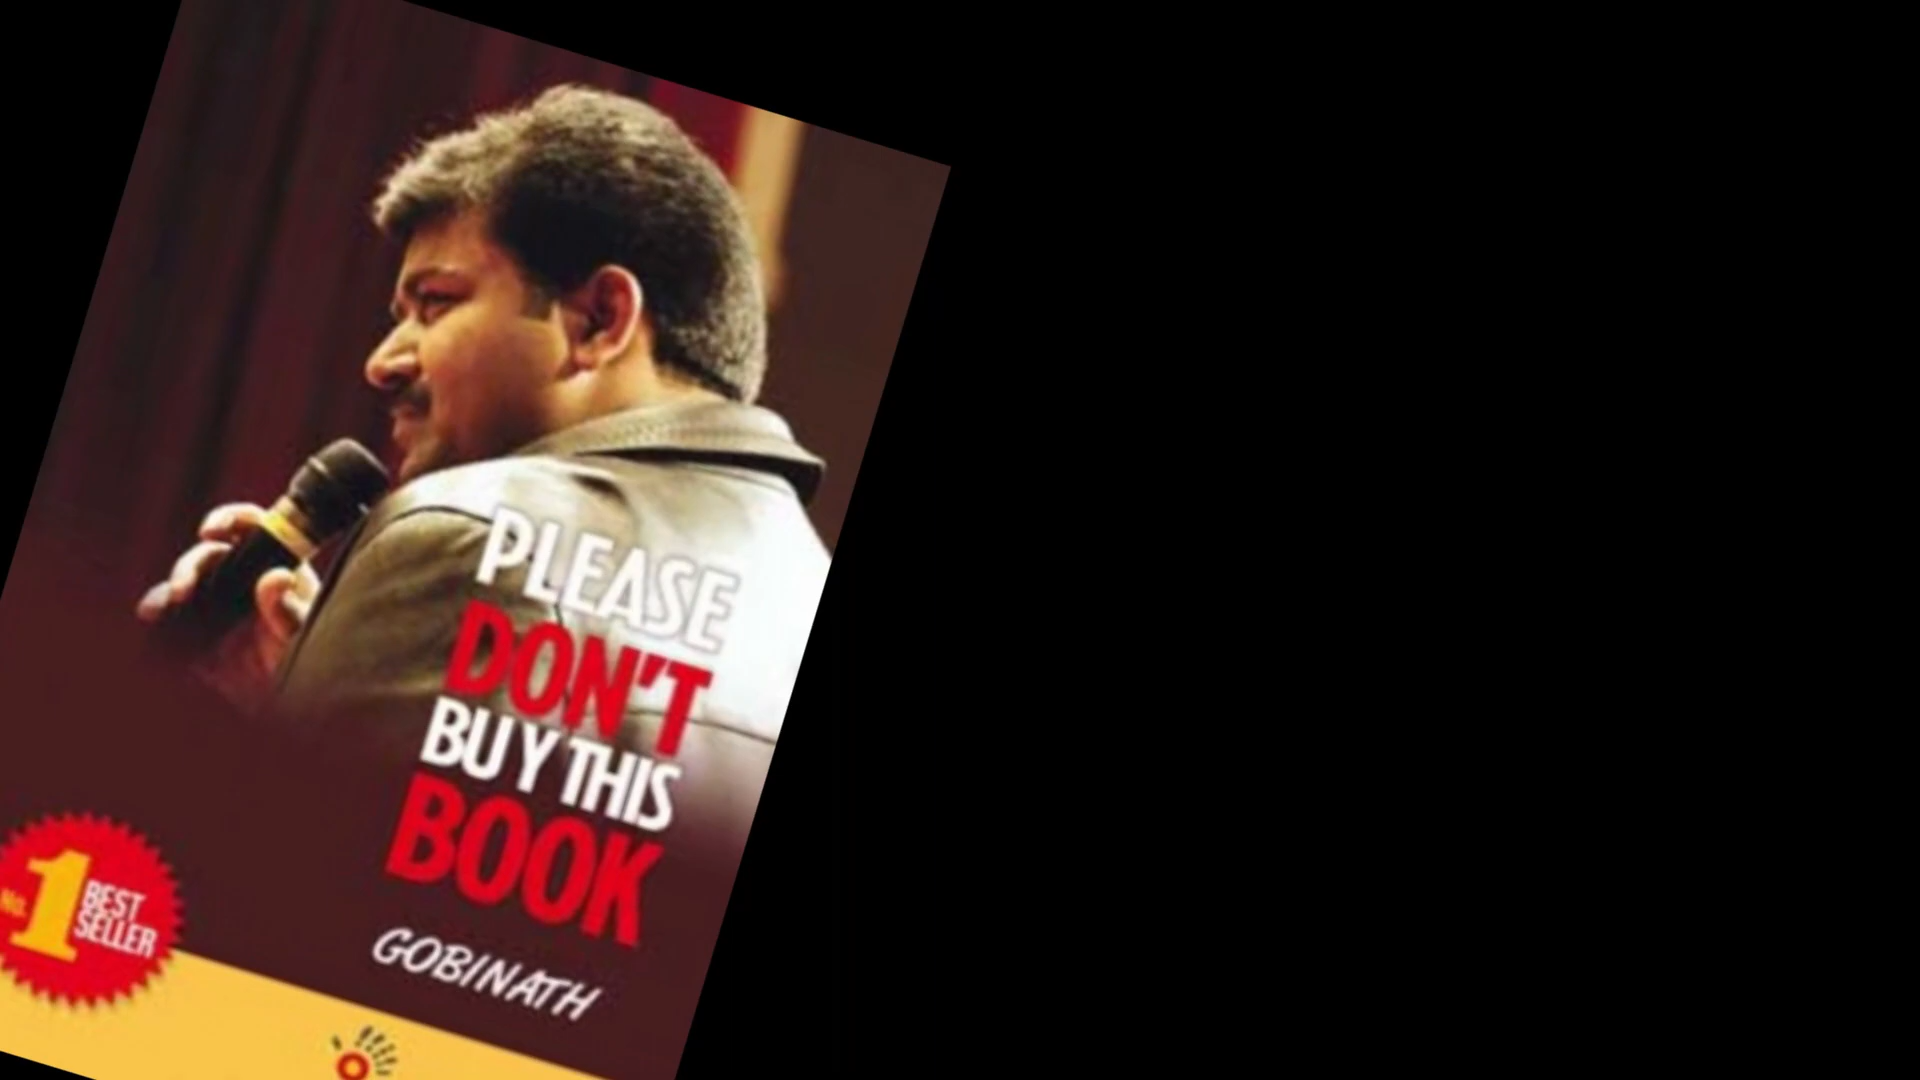 PLEASE
DON'T
BUY THIS
BOOK
No. 1 BEST
SELLER
GOBINATH